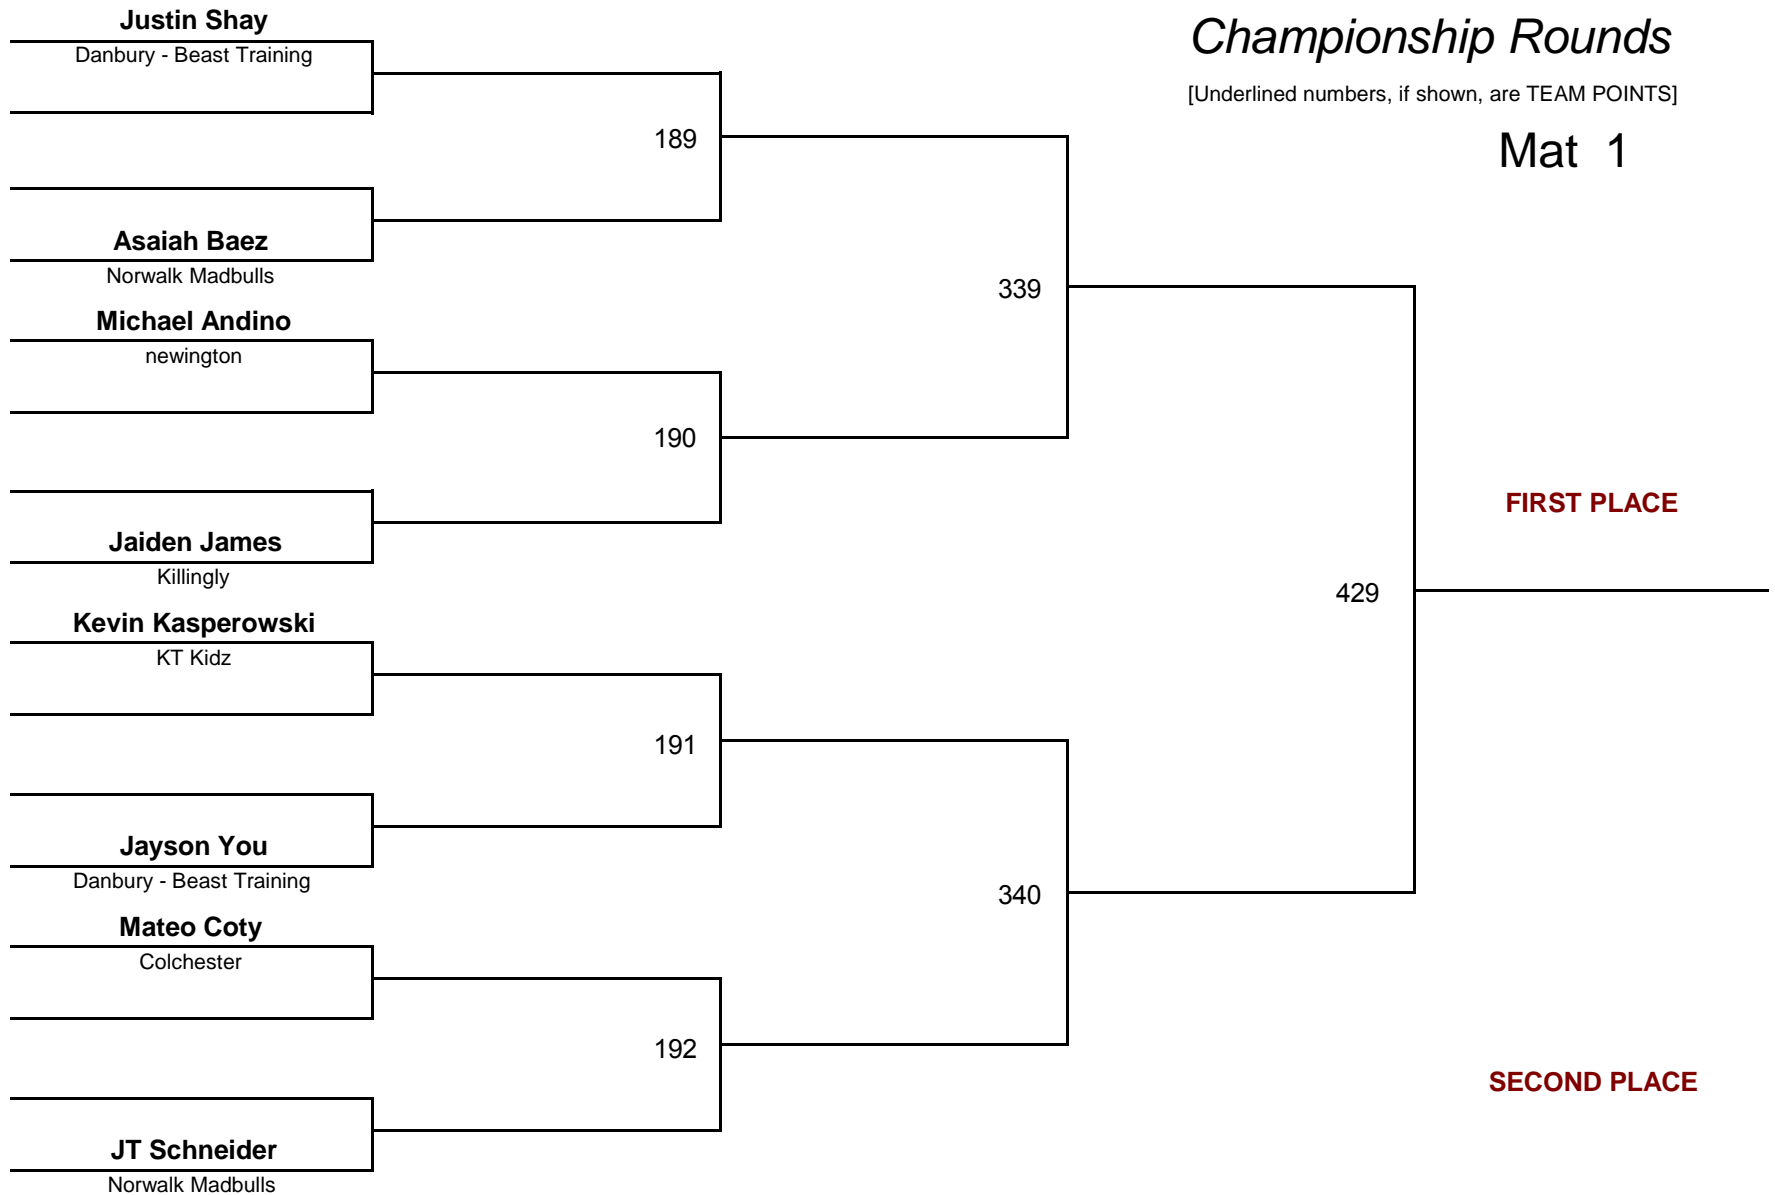 Justin Shay
Danbury - Beast Training
Championship Rounds
[Underlined numbers, if shown, are TEAM POINTS]
Mat 1
189
Asaiah Baez
Norwalk Madbulls
339
Michael Andino
newington
190
Jaiden James
Killingly
FIRST PLACE
429
Kevin Kasperowski
KT Kidz
191
Jayson You
Danbury - Beast Training
340
Mateo Coty
Colchester
192
SECOND PLACE
JT Schneider
Norwalk Madbulls